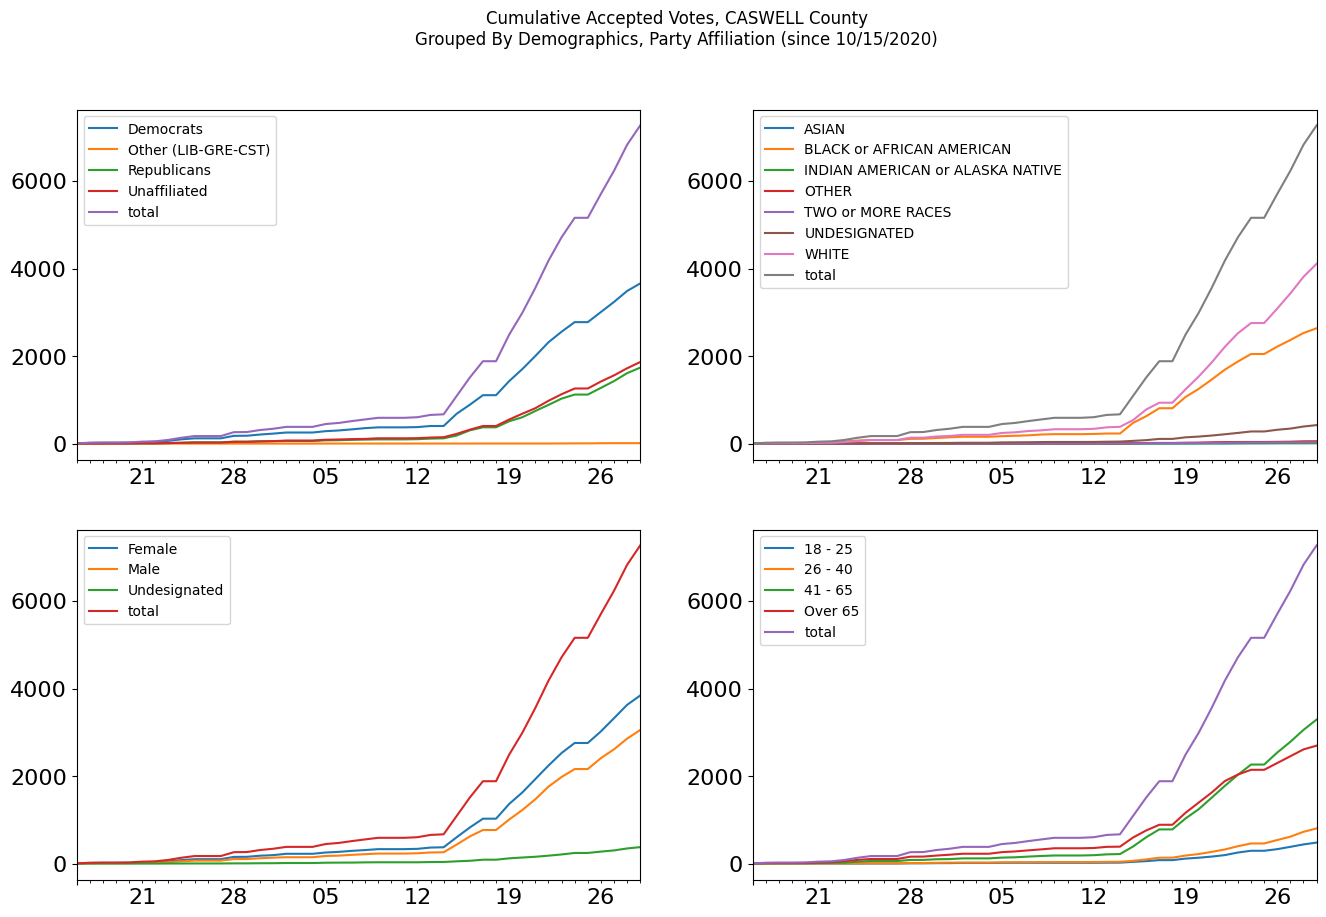 Cumulative Accepted Votes, CASWELL County
Grouped By Demographics, Party Affiliation (since 10/15/2020)
Democrats
Other (LIB-GRE-CST)
Republicans
Unaffiliated
total
6000
4000
2000
0
21 28 05 12 19 26
ASIAN
BLACK or AFRICAN AMERICAN
INDIAN AMERICAN or ALASKA NATIVE
OTHER
TWO or MORE RACES
UNDESIGNATED
WHITE
total
6000
4000
2000
0
21 28 05 12 19 26
Female
Male
Undesignated
total
6000
4000
2000
0
21 28 05 12 19 26
18 - 25
26 - 40
41 - 65
Over 65
total
6000
4000
2000
0
21 28 05 12 19 26